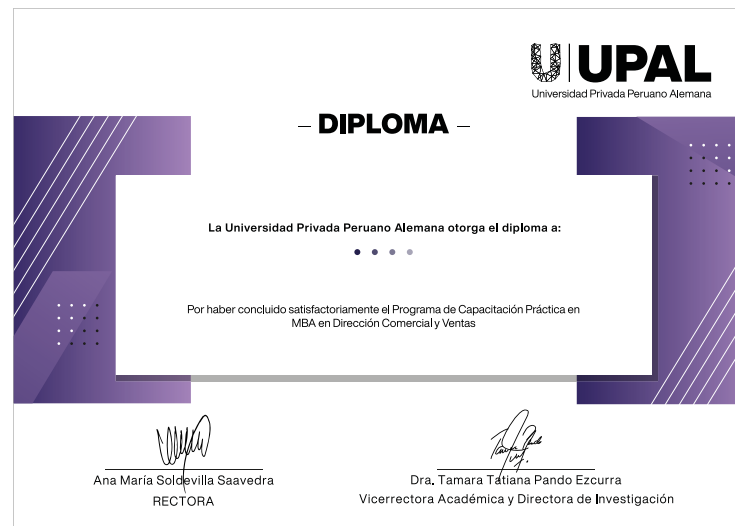 UPAL
Universidad Privada Peruano Alemana
– DIPLOMA –
La Universidad Privada Peruano Alemana otorga el diploma a:
Por haber concluido satisfactoriamente el Programa de Capacitación Práctica en
MBA en Dirección Comercial y Ventas
Ana María Soldevilla Saavedra
RECTORA
Dra. Tamara Tatiana Pando Ezcurra
Vicerrectora Académica y Directora de Investigación